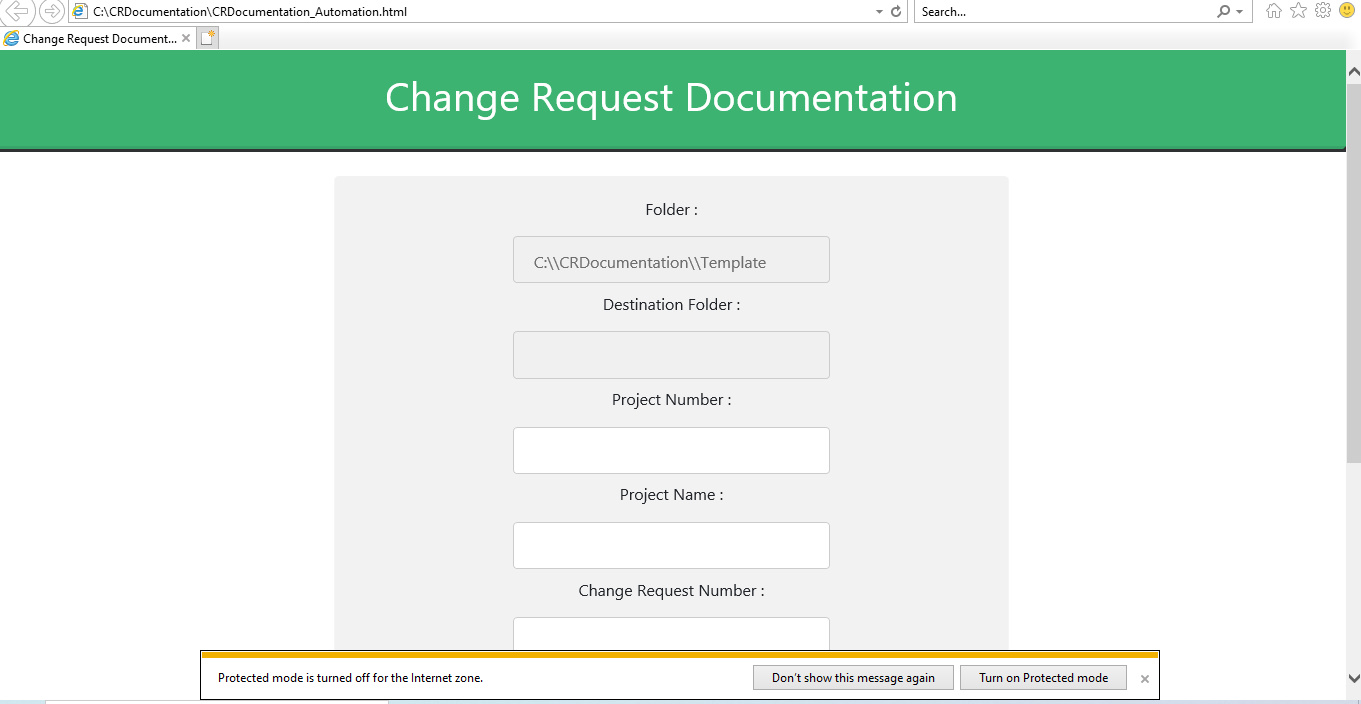 C:\CRDocumentation\CRDocumentation_Automation.html
Search...
Change Request Document...
Change Request Documentation
Folder :
C:\\CRDocumentation\\Template
Destination Folder :
Project Number :
Project Name :
Change Request Number :
Protected mode is turned off for the Internet zone.
Don't show this message again
Turn on Protected mode